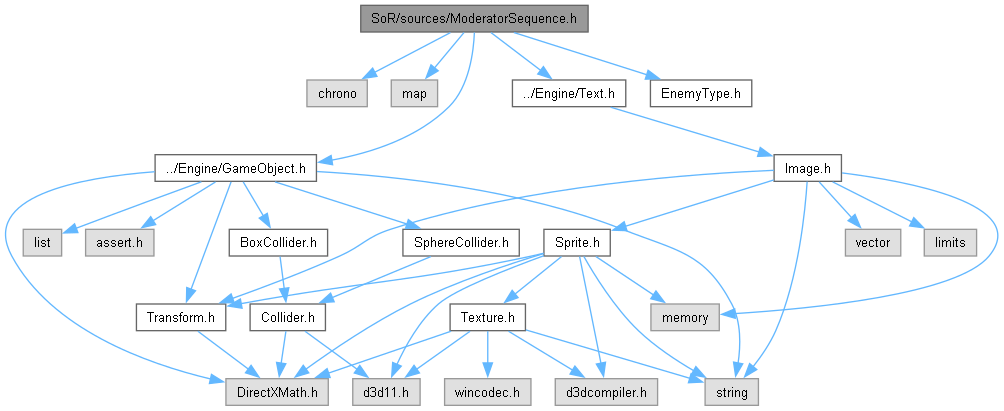 SoR/sources/ModeratorSequence.h
chrono
map
../Engine/Text.h
EnemyType.h
../Engine/GameObject.h
Image.h
list
assert.h
BoxCollider.h
SphereCollider.h
Sprite.h
vector
limits
Transform.h
Collider.h
Texture.h
memory
DirectXMath.h
d3d11.h
wincodec.h
d3dcompiler.h
string